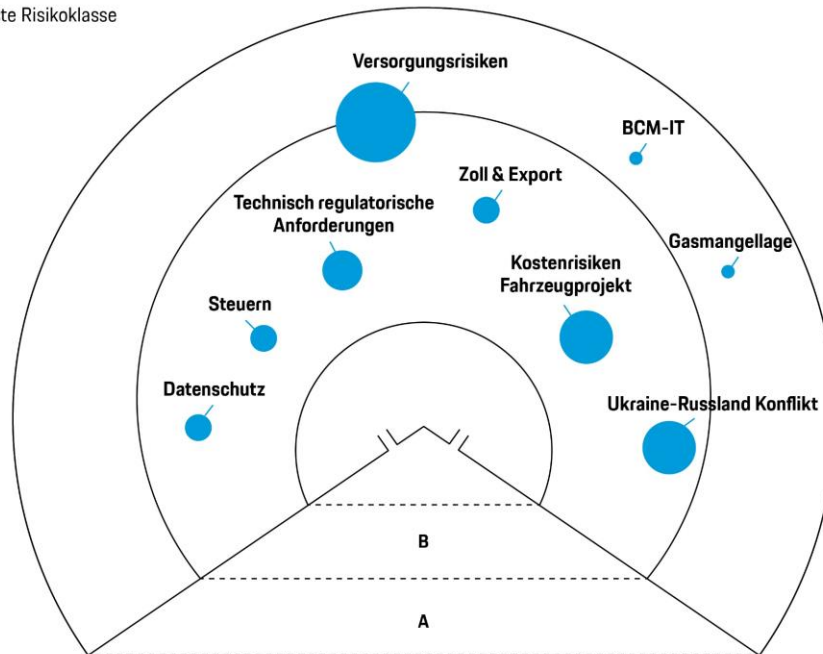 te Risikoklasse
Versorgungsrisiken
BCM-IT
Zoll & Export
Technisch regulatorische
Anforderungen
Gasmangellage
Kostenrisiken
Fahrzeugprojekt
Steuern
Datenschutz
Ukraine-Russland Konflikt
B
A